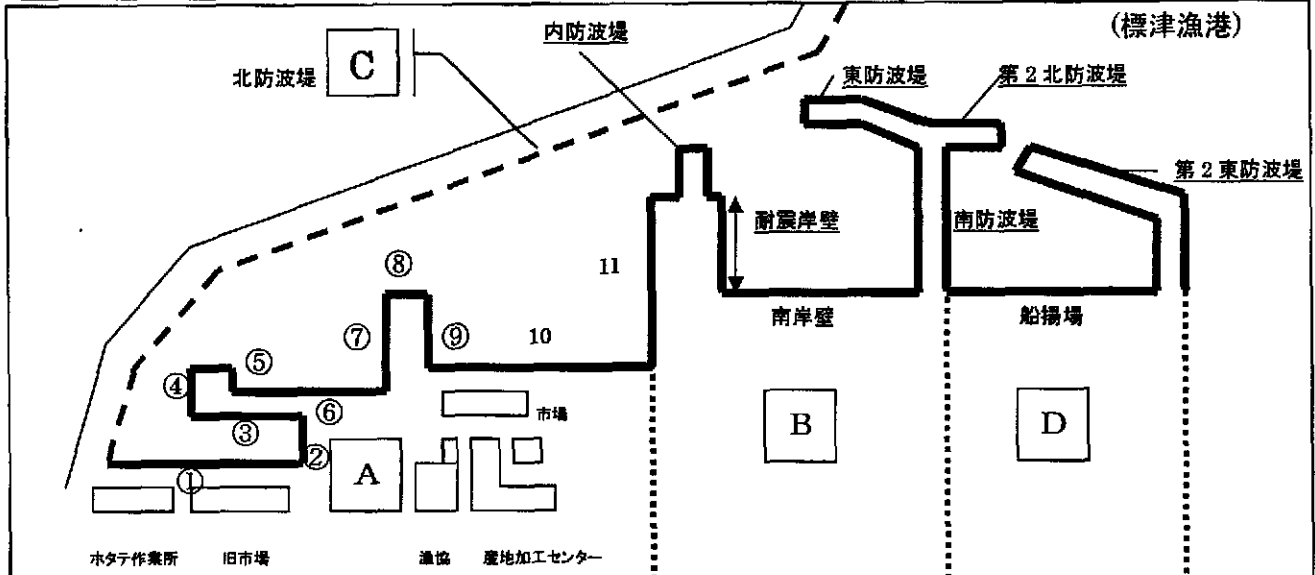 (標津漁港)
内防波堤
北防波堤
C
東防波堤
第2北防波堤
第2東防波堤
耐震岸壁
南防波堤
⑧
11
南岸壁
船揚場
⑦
⑨
10
⑤
④
⑥
市場
③
②
A
B
D
①
ホタテ作業所
旧市場
漁協
産地加工センター